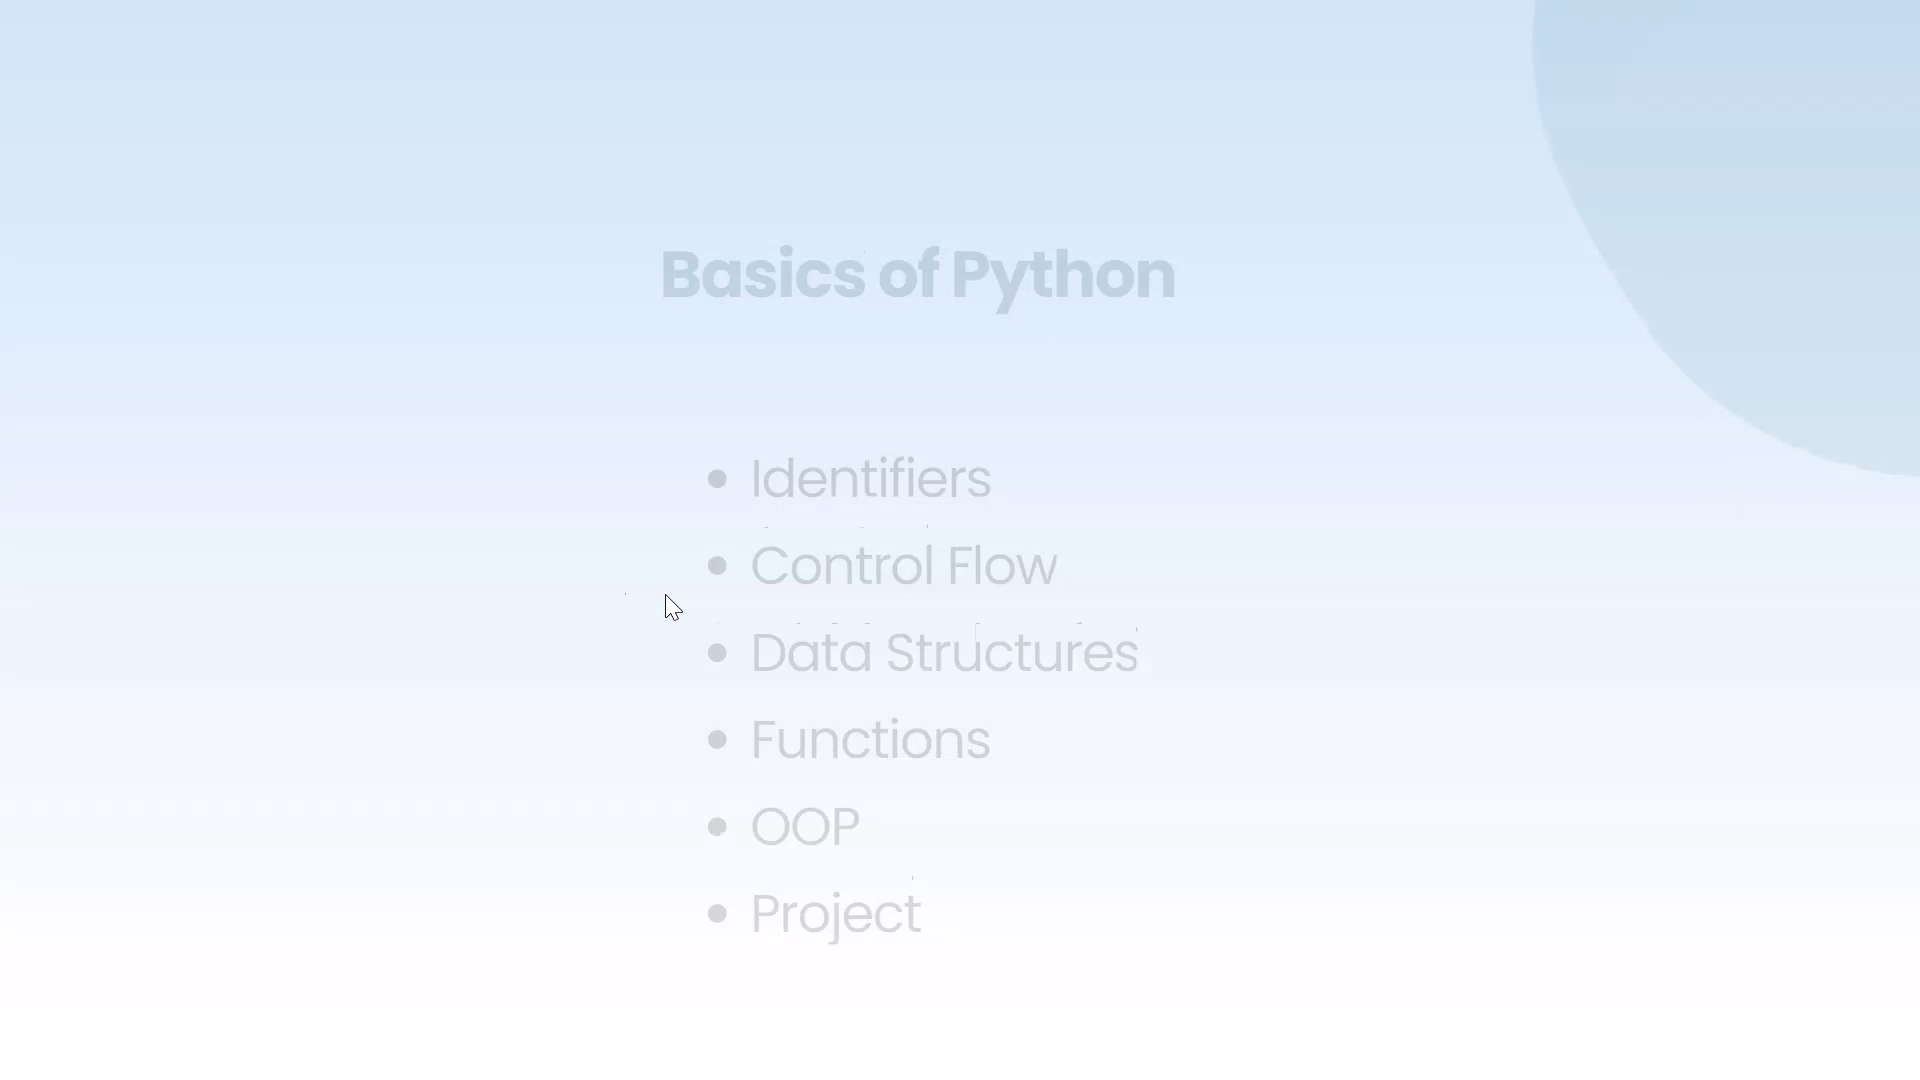 Basics of Python
Identifiers
Control Flow
Data Structures
Functions
OOP
Project